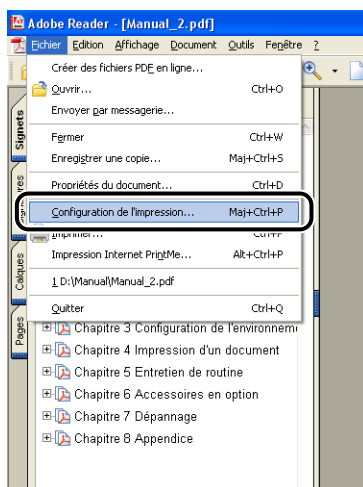 Adobe Reader - [Manual_2.pdf]
Fichier Edition Affichage Document Outils Fenêtre ?
Créer des fichiers PDF en ligne...
Ouvrir... Ctrl+O
Envoyer par messagerie...
Fermer Ctrl+W
Enregistrer une copie... Maj+Ctrl+S
Propriétés du document... Ctrl+D
Configuration de l'impression... Maj+Ctrl+P
Imprimer... Ctrl+P
Impression Internet PrintMe... Alt+Ctrl+P
1 D:\Manual\Manual_2.pdf
Quitter Ctrl+Q
Signets
Calques
Pages
Chapitre 3 Configuration de l'environnem
Chapitre 4 Impression d'un document
Chapitre 5 Entretien de routine
Chapitre 6 Accessoires en option
Chapitre 7 Dépannage
Chapitre 8 Appendice